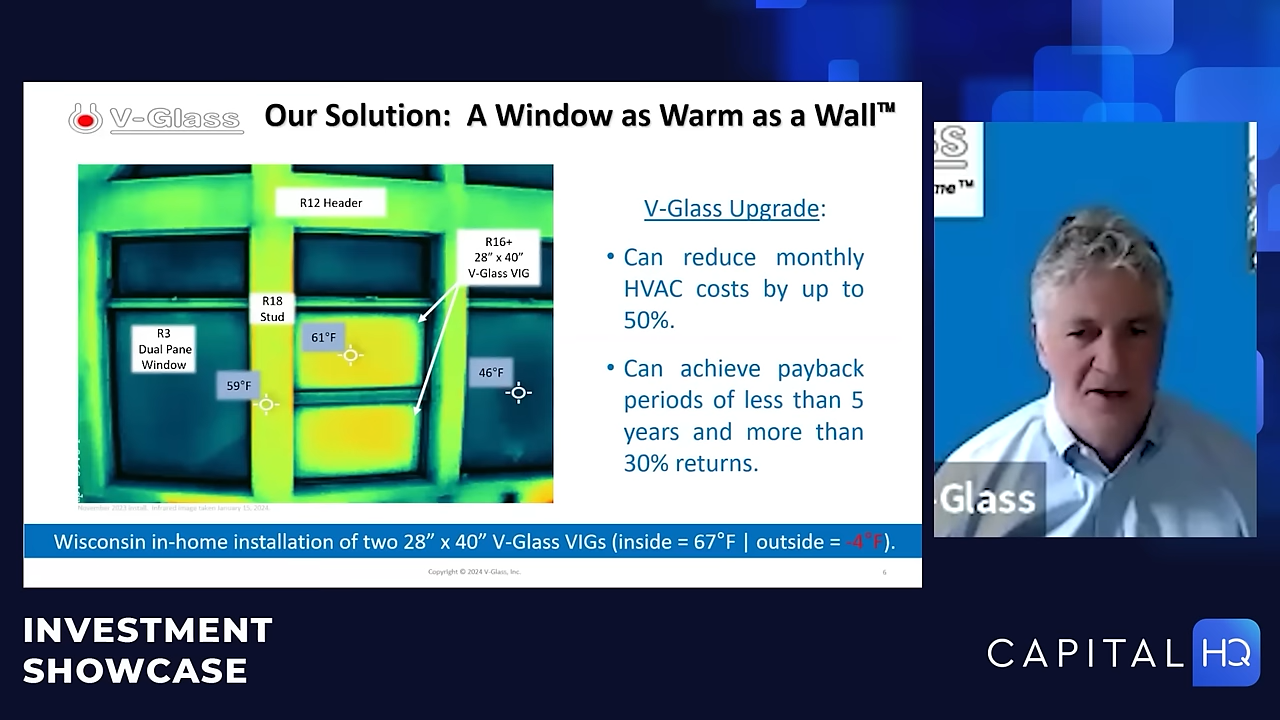 V-Glass
Our Solution: A Window as Warm as a Wall™
R12 Header
R16+
28” x 40”
V-Glass VIG
R18
Stud
R3
Dual Pane
Window
61°F
59°F
46°F
November 2023 install. Infrared image taken January 15, 2024.
V-Glass Upgrade:
• Can reduce monthly
HVAC costs by up to
50%.
• Can achieve payback
periods of less than 5
years and more than
30% returns.
Wisconsin in-home installation of two 28” x 40” V-Glass VIGs (inside = 67°F | outside = -4°F).
Copyright © 2024 V-Glass, Inc.
6
SS
me™
-Glass
INVESTMENT
SHOWCASE
CAPITAL HQ